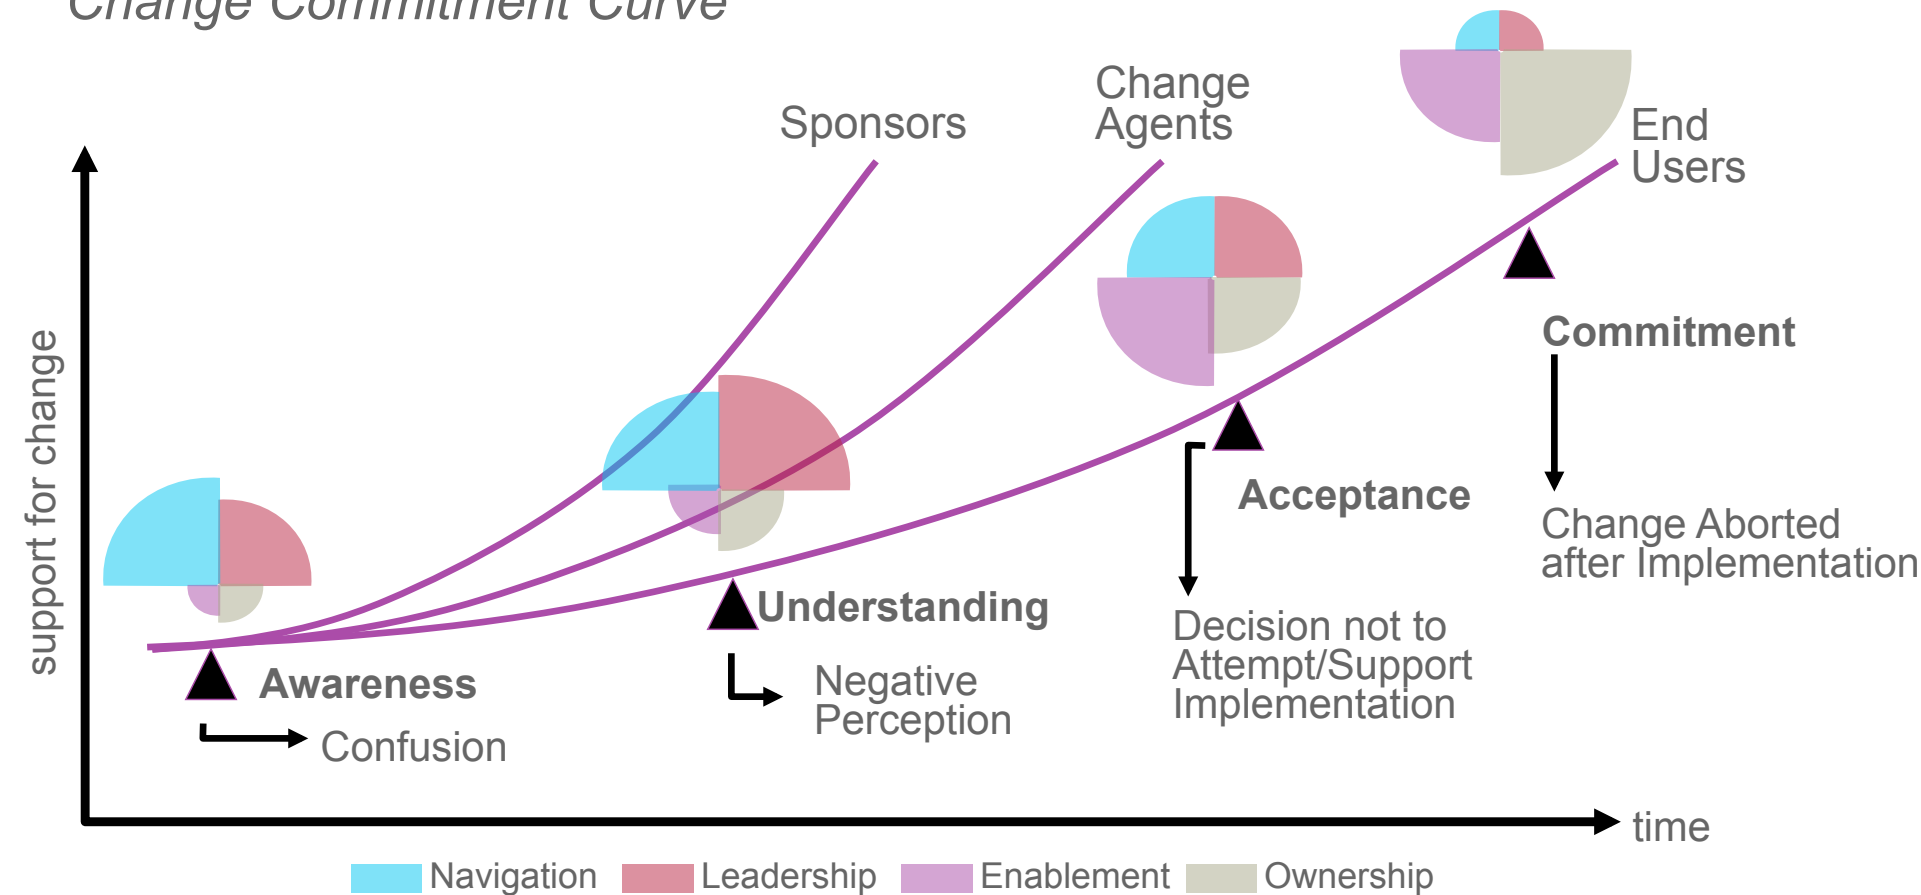 Change Commitment Curve
Sponsors
Change
Agents
End
Users
support for change
Commitment
Change Aborted
after Implementation
Acceptance
Decision not to
Attempt/Support
Implementation
Understanding
Negative
Perception
Awareness
Confusion
time
Navigation
Leadership
Enablement
Ownership